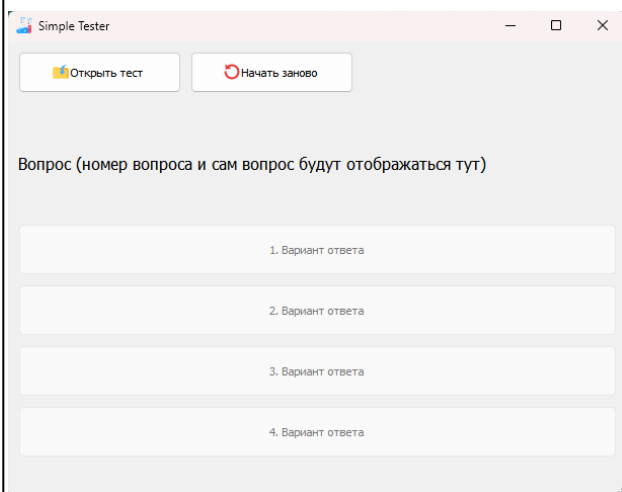 Simple Tester
Открыть тест
Начать заново
Вопрос (номер вопроса и сам вопрос будут отображаться тут)
1. Вариант ответа
2. Вариант ответа
3. Вариант ответа
4. Вариант ответа